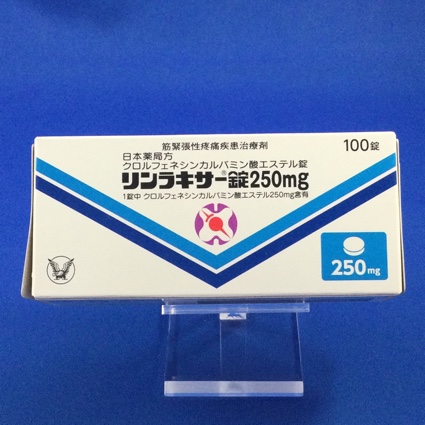 筋緊張性疼痛疾患治療剤
100錠
日本薬局方
クロルフェネシンカルバミン酸エステル錠
リンラキサー®錠250mg
1錠中 クロルフェネシンカルバミン酸エステル250mg含有
250mg